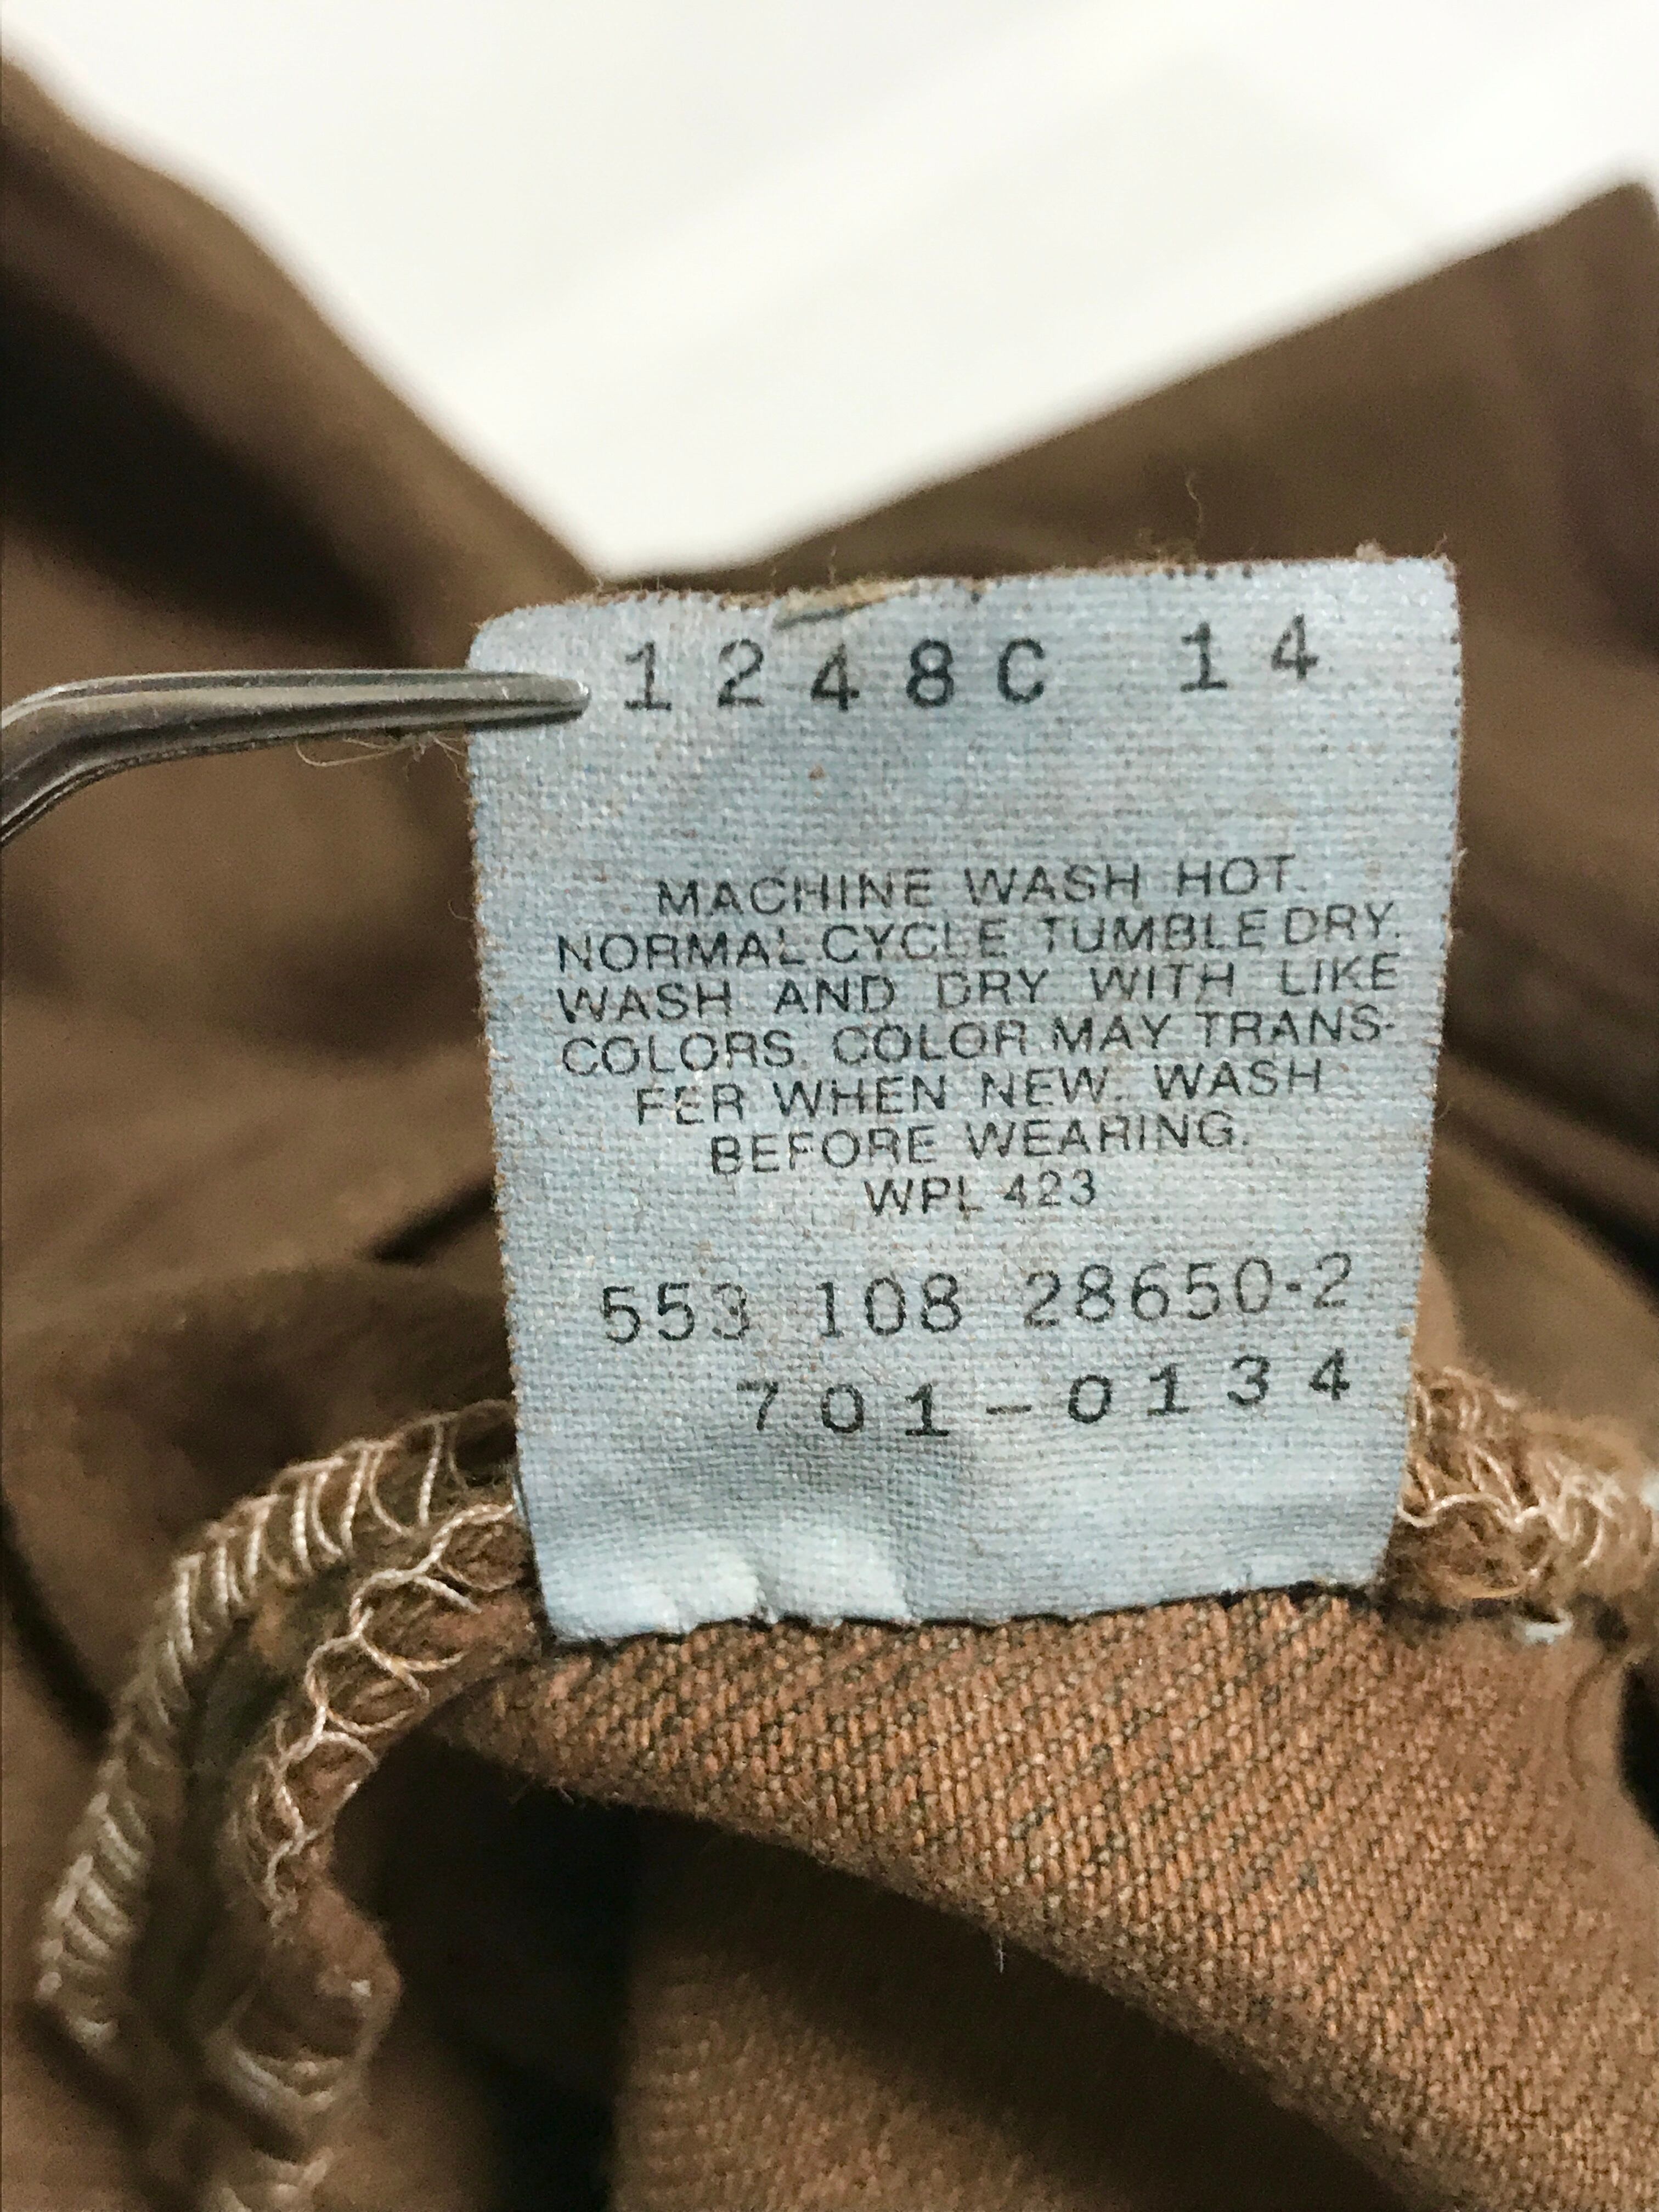 1248C 14
MACHINE WASH HOT.
NORMAL CYCLE TUMBLE DRY.
WASH AND DRY WITH LIKE
COLORS. COLOR MAY TRANS-
FER WHEN NEW. WASH
BEFORE WEARING.
WPL 423
553 108 28650-2
701-0134